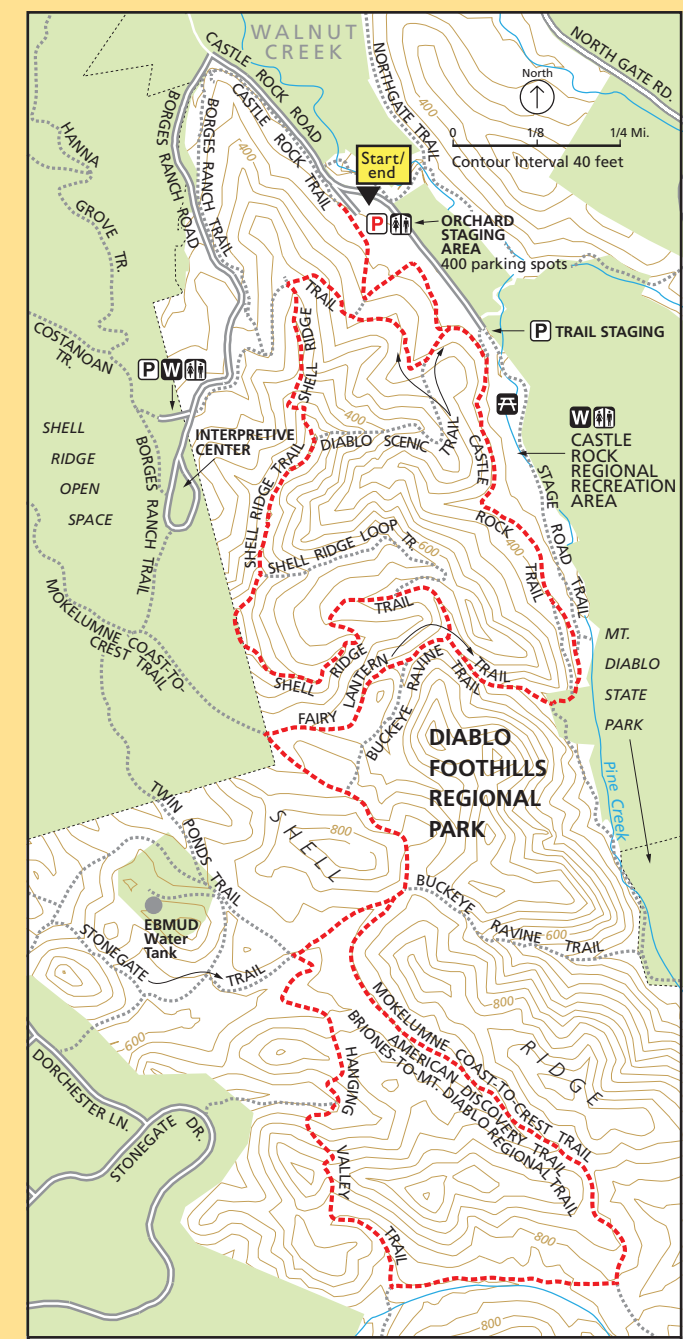 WALNUT
CREEK
NORTH GATE RD.
CASTLE ROCK ROAD
NORTHGATE TRAIL
400
North
0 1/8 1/4 Mi.
Contour Interval 40 feet
BORGES RANCH ROAD
BORGES RANCH TRAIL
CASTLE ROCK TRAIL
400
HANNA
GROVE TR.
Start/
end
P
ORCHARD
STAGING
AREA
400 parking spots
TRAIL
SHELL RIDGE
P TRAIL STAGING
COSTANOAN
TR.
P W
400
DIABLO SCENIC
TRAIL
W
CASTLE
ROCK
REGIONAL
RECREATION
AREA
SHELL
RIDGE
OPEN
SPACE
INTERPRETIVE
CENTER
BORGES RANCH TRAIL
SHELL RIDGE TRAIL
CASTLE
ROCK
TRAIL
400
STAGE ROAD TRAIL
SHELL RIDGE LOOP TR.
600
MOKELUMNE COAST-TO-
CREST TRAIL
TRAIL
SHELL RIDGE
FAIRY LANTERN
TRAIL
BUCKEYE RAVINE
TRAIL
MT.
DIABLO
STATE
PARK
DIABLO
FOOTHILLS
REGIONAL
PARK
Pine Creek
TWIN PONDS TRAIL
SHELL
800
EBMUD
Water
Tank
STONEGATE
TRAIL
BUCKEYE
RAVINE
600
TRAIL
800
MOKELUMNE COAST-TO-CREST TRAIL
AMERICAN DISCOVERY TRAIL
BRIONES-TO-MT. DIABLO REGIONAL TRAIL
RIDGE
600
DORCHESTER LN.
STONEGATE DR.
HANGING
VALLEY
TRAIL
800
800